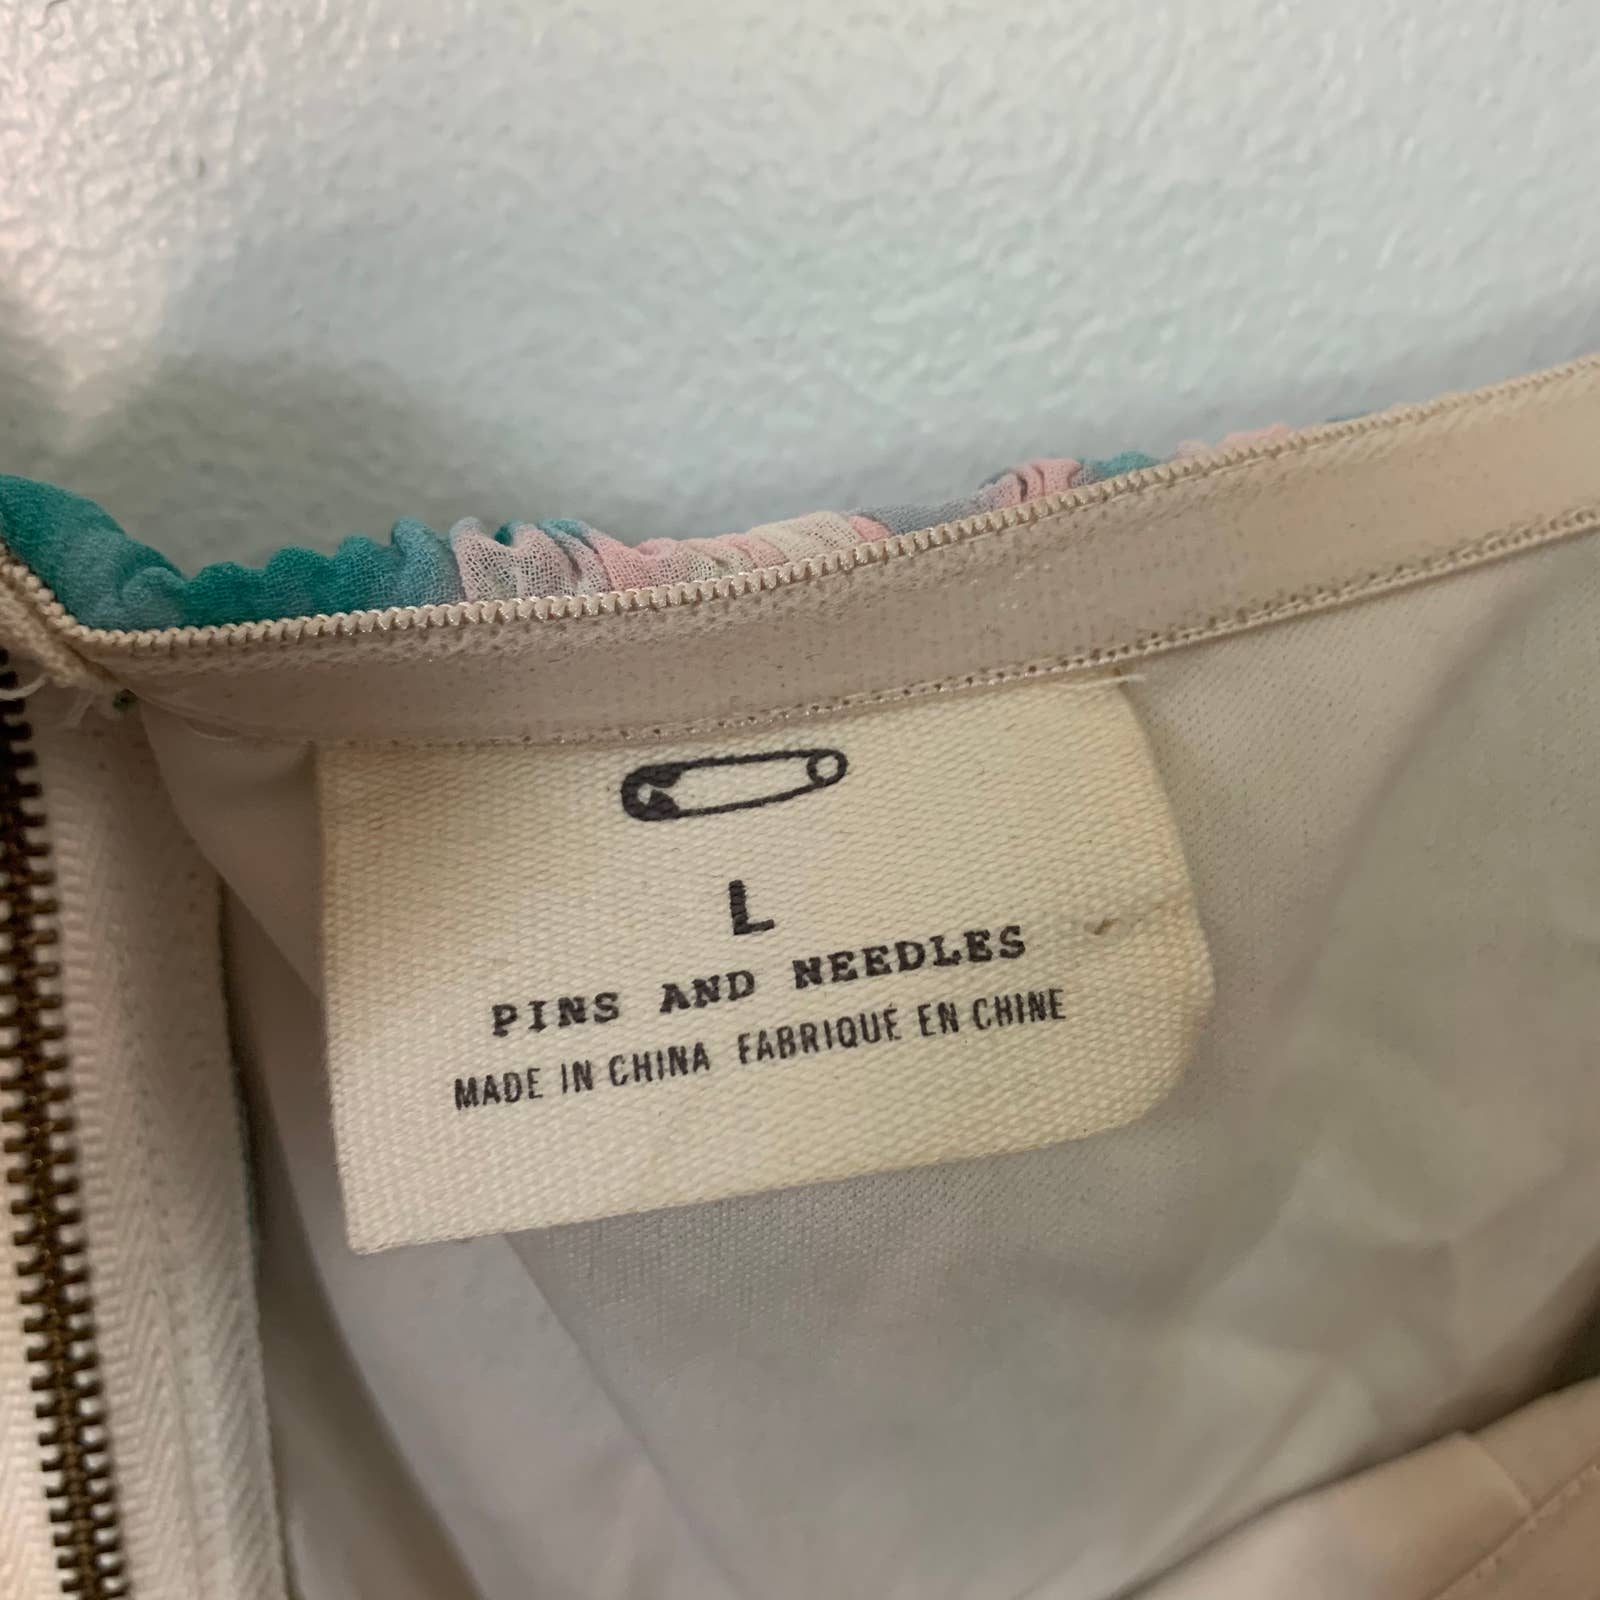 L
PINS AND NEEDLES
MADE IN CHINA FABRIQUÉ EN CHINE